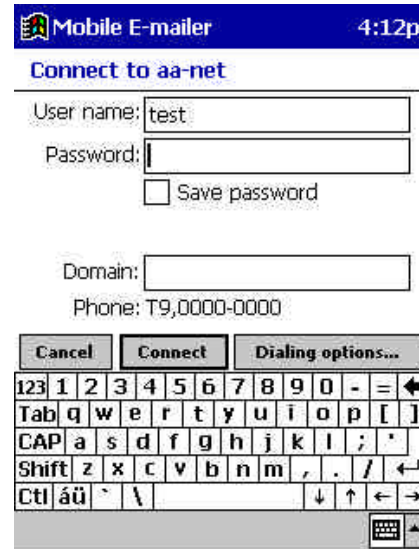 Mobile E-mailer 4:12p
Connect to aa-net
User name: test
Password:
Save password
Domain:
Phone: T9,0000-0000
Cancel Connect Dialing options...
123 1 2 3 4 5 6 7 8 9 0 - = 
Tab q w e r t y u i o p [ ]
CAP a s d f g h j k l ; '
Shift z x c v b n m , . / ↵
Ctl áü ` \ ↓ ↑ ← →